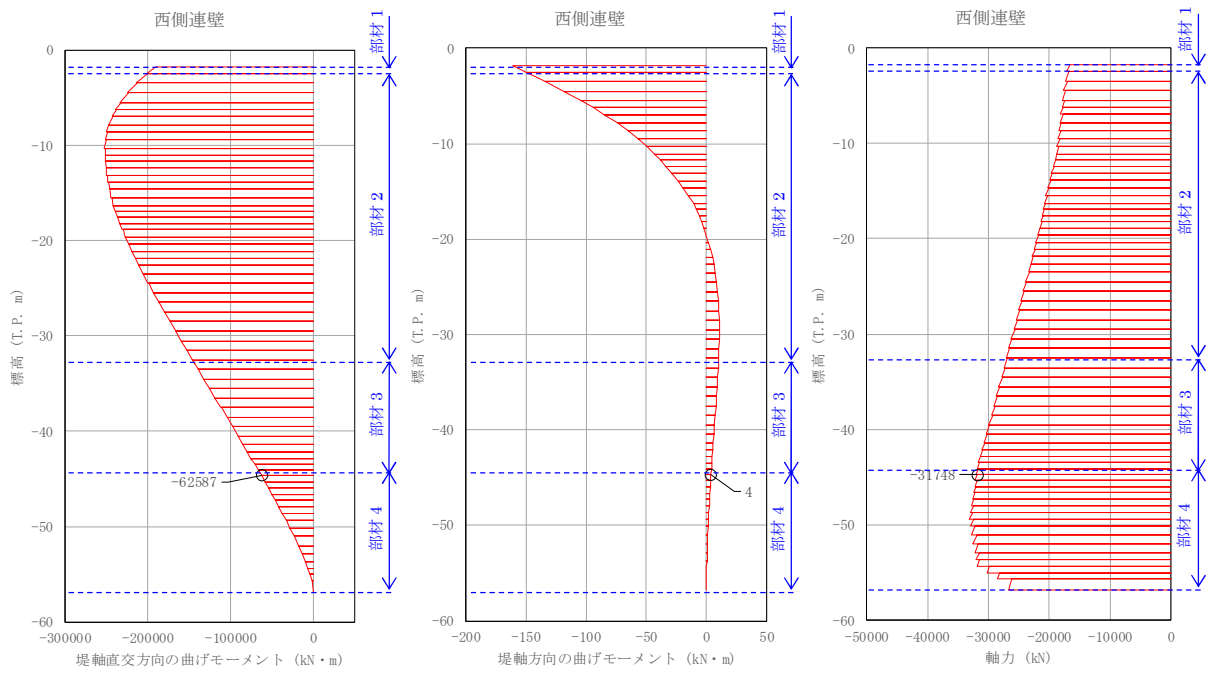 西側連壁
部材 1
0
-10
-20
-30
-40
-50
-60
標高 (T.P. m)
部材 2
部材 3
部材 4
-62587
-300000
-200000
-100000
0
堤軸直交方向の曲げモーメント (kN・m)
西側連壁
部材 1
0
-10
-20
-30
-40
-50
-60
標高 (T.P. m)
部材 2
部材 3
部材 4
4
-200
-150
-100
-50
0
50
堤軸方向の曲げモーメント (kN・m)
西側連壁
部材 1
0
-10
-20
-30
-40
-50
-60
標高 (T.P. m)
部材 2
部材 3
部材 4
-31748
-50000
-40000
-30000
-20000
-10000
0
軸力 (kN)